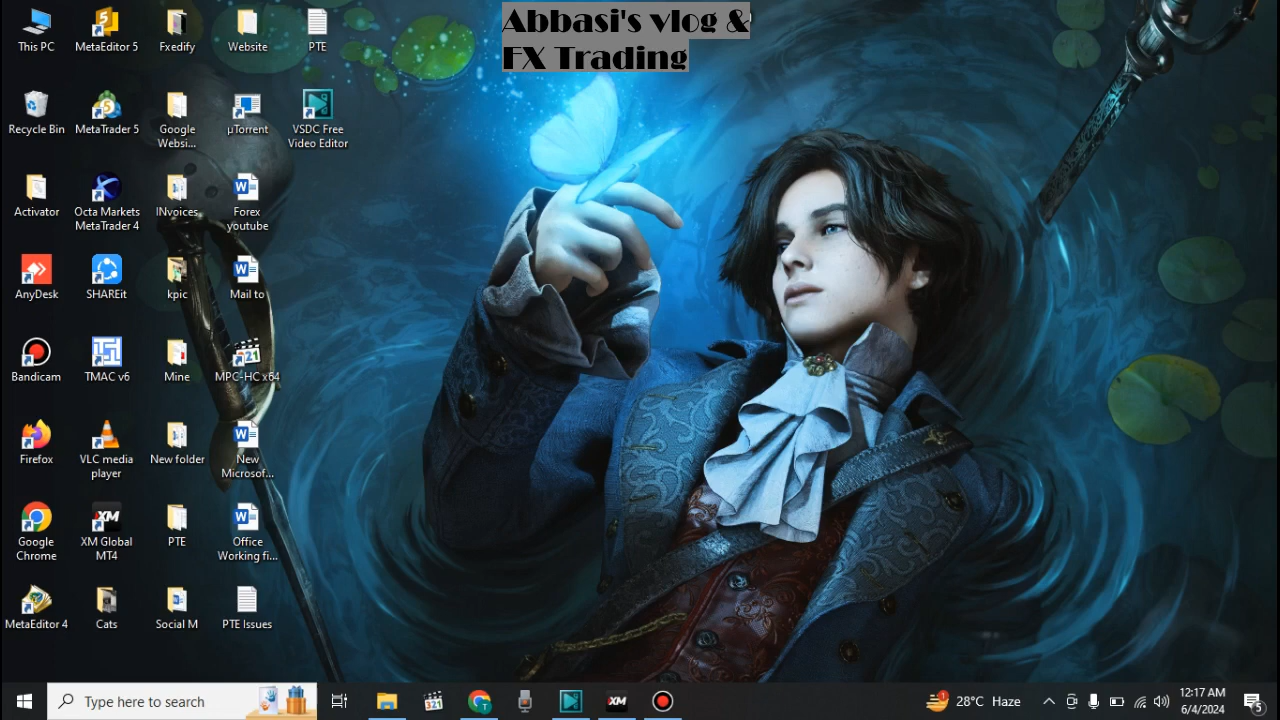 Abbasi's vlog &
FX Trading
This PC
MetaEditor 5
Fxedify
Website
PTE
Recycle Bin
MetaTrader 5
Google
Websi...
µTorrent
VSDC Free
Video Editor
Activator
Octa Markets
MetaTrader 4
INvoices
Forex
youtube
AnyDesk
SHAREit
kpic
Mail to
Bandicam
TMAC v6
Mine
MPC-HC x64
Firefox
VLC media
player
New folder
New
Microsof...
Google
Chrome
XM Global
MT4
PTE
Office
Working fi...
MetaEditor 4
Cats
Social M
PTE Issues
Type here to search
321
XM
1
28°C Haze
12:17 AM
6/4/2024
5